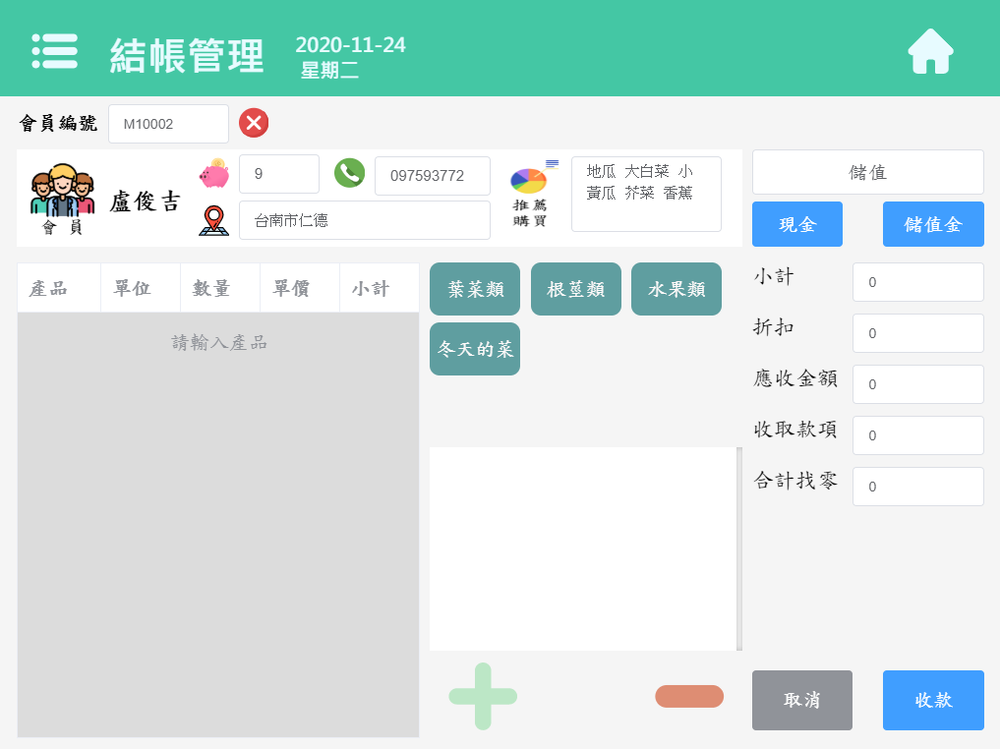 結帳管理
2020-11-24
星期二
會員編號
M10002
會員
盧俊吉
9
097593772
台南市仁德
推薦
購買
地瓜 大白菜 小
黃瓜 芥菜 香蕉
儲值
現金
儲值金
產品
單位
數量
單價
小計
請輸入產品
葉菜類
根莖類
水果類
冬天的菜
小計
0
折扣
0
應收金額
0
收取款項
0
合計找零
0
取消
收款